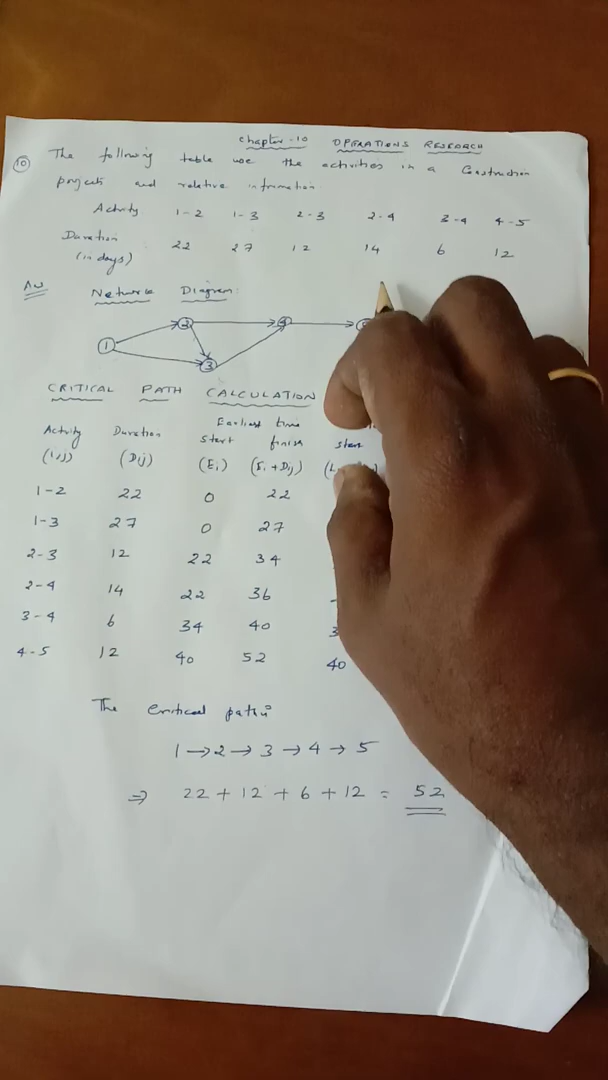 Chapter-10 OPERATIONS RESEARCH
10 The following table use the activities in a Construction
projects and relative information.
Activity 1-2 1-3 2-3 2-4 3-4 4-5
Duration 22 27 12 14 6 12
(in days)
Network Diagram:
1 2 3 4
CRITICAL PATH CALCULATION
Activity Duration Earliest time
Start finish start
(i,j) (Dij) (Ei) (Ei + Dij)
1-2 22 0 22
1-3 27 0 27
2-3 12 22 34
2-4 14 22 36
3-4 6 34 40
4-5 12 40 52 40
The Critical path:
1 → 2 → 3 → 4 → 5
⇒ 22 + 12 + 6 + 12 = 52